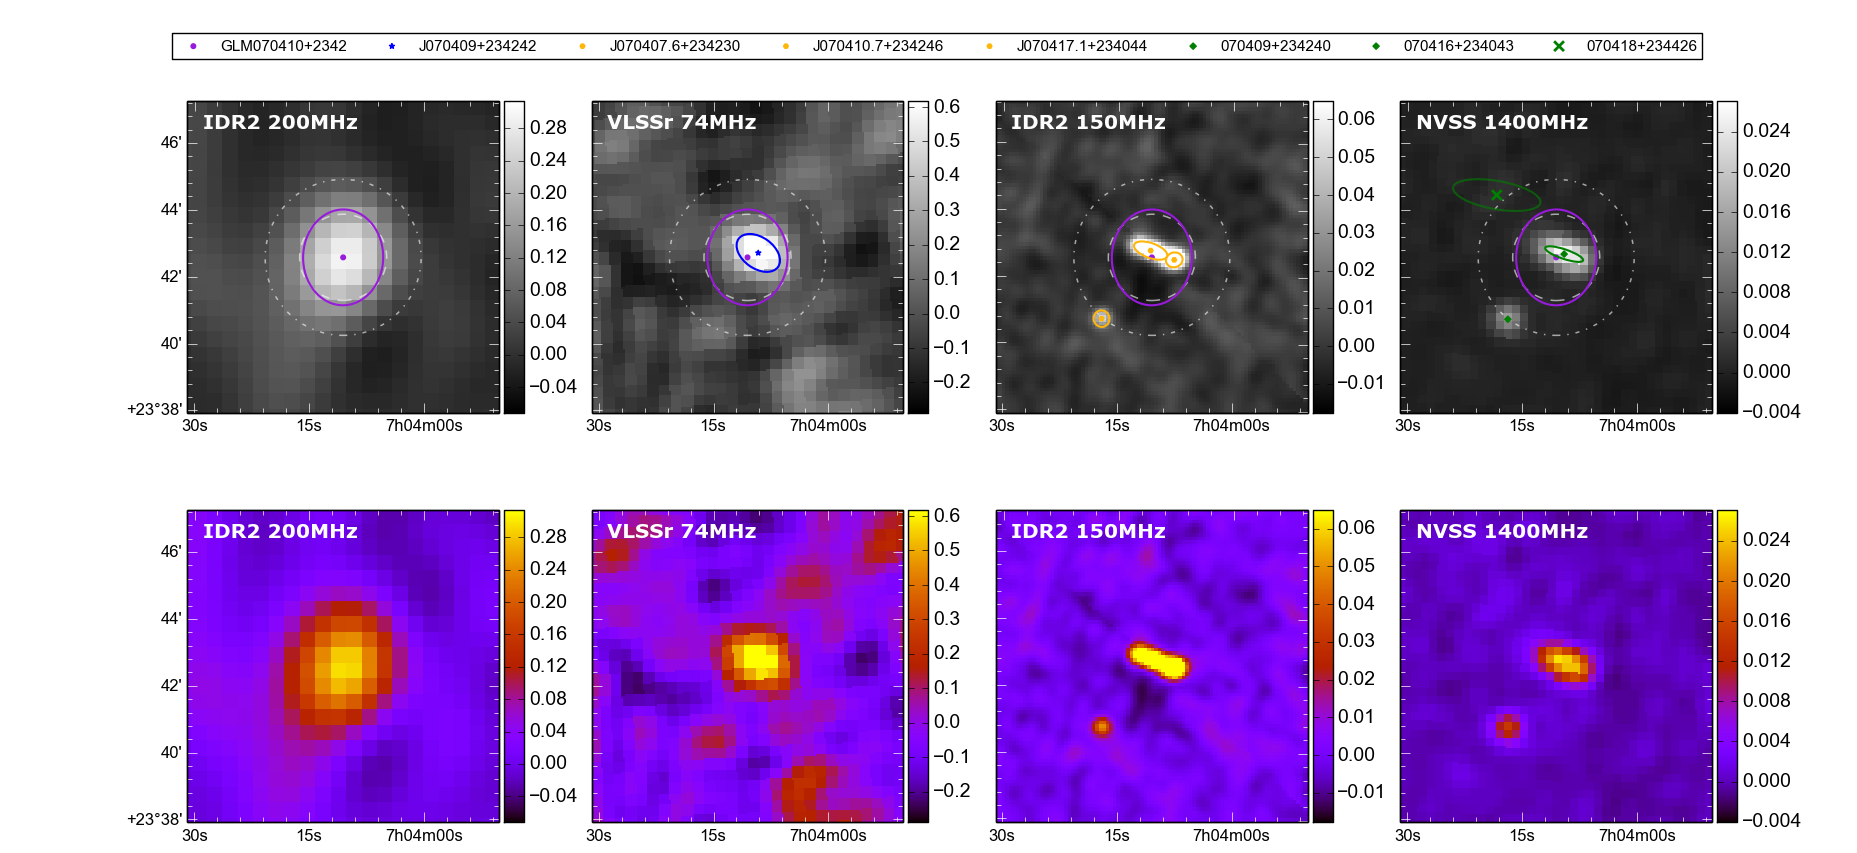 GLM070410+2342 J070409+234242 J070407.6+234230 J070410.7+234246 J070417.1+234044 070409+234240 070416+234043 070418+234426
IDR2 200MHz VLSSr 74MHz IDR2 150MHz NVSS 1400MHz
46' 44' 42' 40' +23°38'
30s 15s 7h04m00s
0.28 0.24 0.20 0.16 0.12 0.08 0.04 0.00 −0.04
30s 15s 7h04m00s
0.6 0.5 0.4 0.3 0.2 0.1 0.0 −0.1 −0.2
30s 15s 7h04m00s
0.06 0.05 0.04 0.03 0.02 0.01 0.00 −0.01
30s 15s 7h04m00s
0.024 0.020 0.016 0.012 0.008 0.004 0.000 −0.004
IDR2 200MHz VLSSr 74MHz IDR2 150MHz NVSS 1400MHz
46' 44' 42' 40' +23°38'
30s 15s 7h04m00s
0.28 0.24 0.20 0.16 0.12 0.08 0.04 0.00 −0.04
30s 15s 7h04m00s
0.6 0.5 0.4 0.3 0.2 0.1 0.0 −0.1 −0.2
30s 15s 7h04m00s
0.06 0.05 0.04 0.03 0.02 0.01 0.00 −0.01
30s 15s 7h04m00s
0.024 0.020 0.016 0.012 0.008 0.004 0.000 −0.004